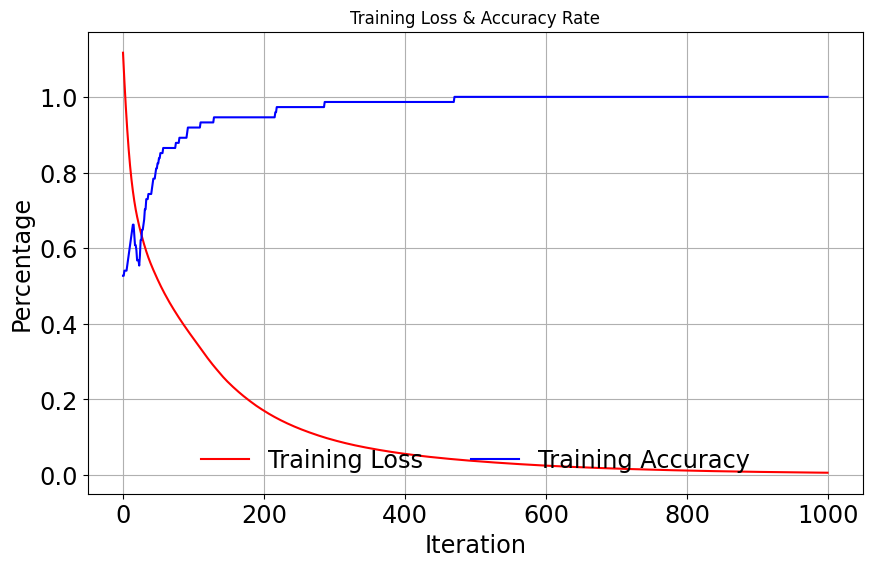 Training Loss & Accuracy Rate
Percentage
1.0
0.8
0.6
0.4
0.2
0.0
Training Loss Training Accuracy
0 200 400 600 800 1000
Iteration